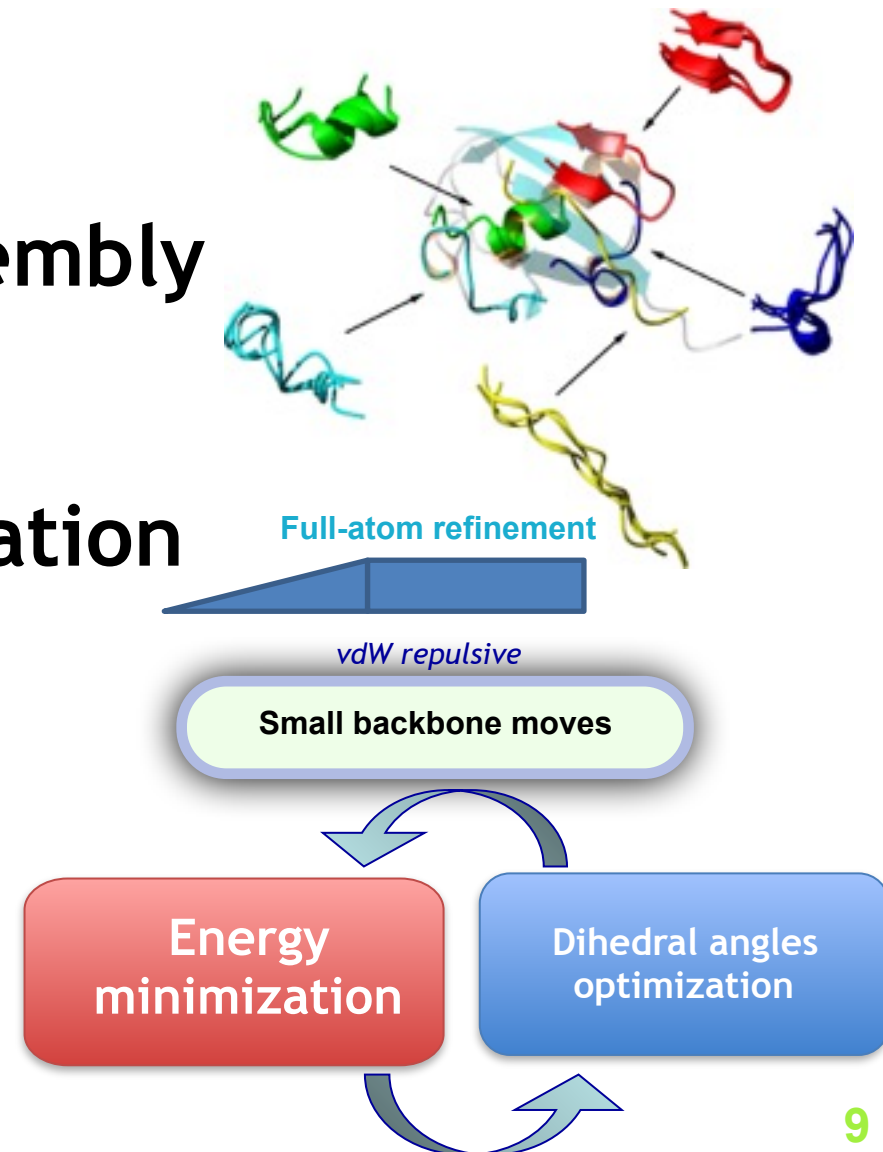 embly
ation
Full-atom refinement
vdW repulsive
Small backbone moves
Energy
minimization
Dihedral angles
optimization
9